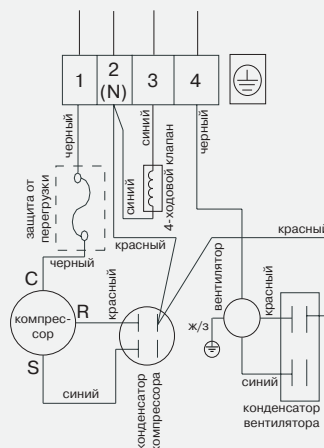 1
2
(N)
3
4
черный
синий
черный
синий
4-ходовой клапан
защита от
перегрузки
красный
красный
черный
C
R
S
компрес-
сор
красный
вентилятор
красный
ж/з
синий
синий
конденсатор
компрессора
конденсатор
вентилятора